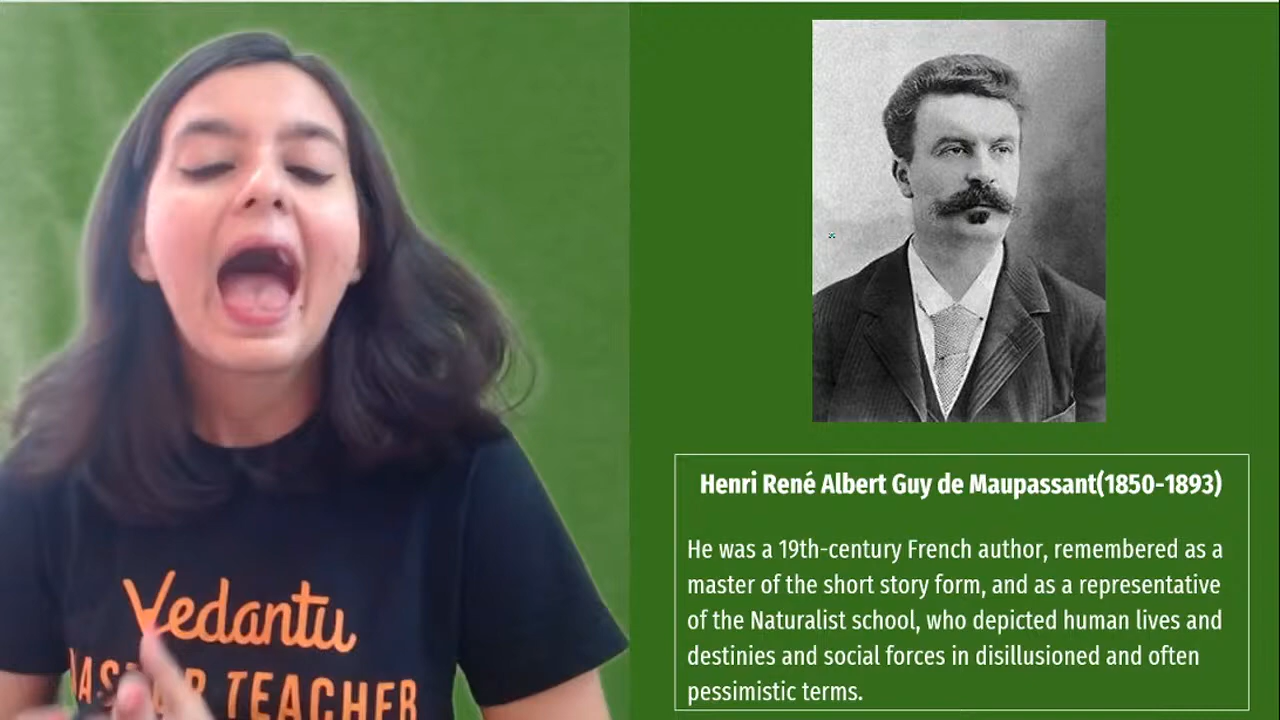 Vedantu
TEACHER
Henri René Albert Guy de Maupassant(1850-1893)
He was a 19th-century French author, remembered as a
master of the short story form, and as a representative
of the Naturalist school, who depicted human lives and
destinies and social forces in disillusioned and often
pessimistic terms.